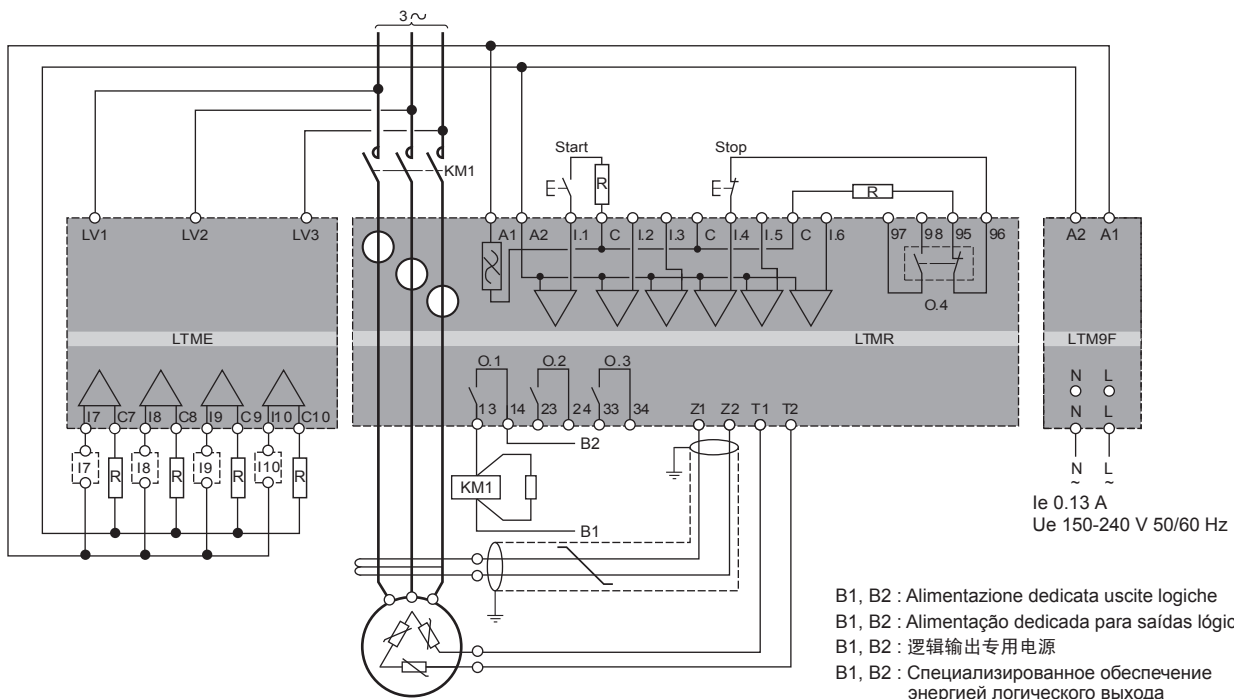 3∼
Start
Stop
KM1
R
R
LV1 LV2 LV3
A1 A2 I.1 C I.2 I.3 C I.4 I.5 C I.6 97 98 95 96
A2 A1
O.4
LTME
LTMR
LTM9F
O.1 O.2 O.3
N L
N L
13 14 23 24 33 34 Z1 Z2 T1 T2
I7 C7 I8 C8 I9 C9 I10 C10
B2
I7 R I8 R I9 R I10 R
KM1
N L
~ ~
Ie 0.13 A
Ue 150-240 V 50/60 Hz
B1
B1, B2 : Alimentazione dedicata uscite logiche
B1, B2 : Alimentação dedicada para saídas lógic
B1, B2 : 逻辑输出专用电源
B1, B2 : Специализированное обеспечение
энергией логического выхода